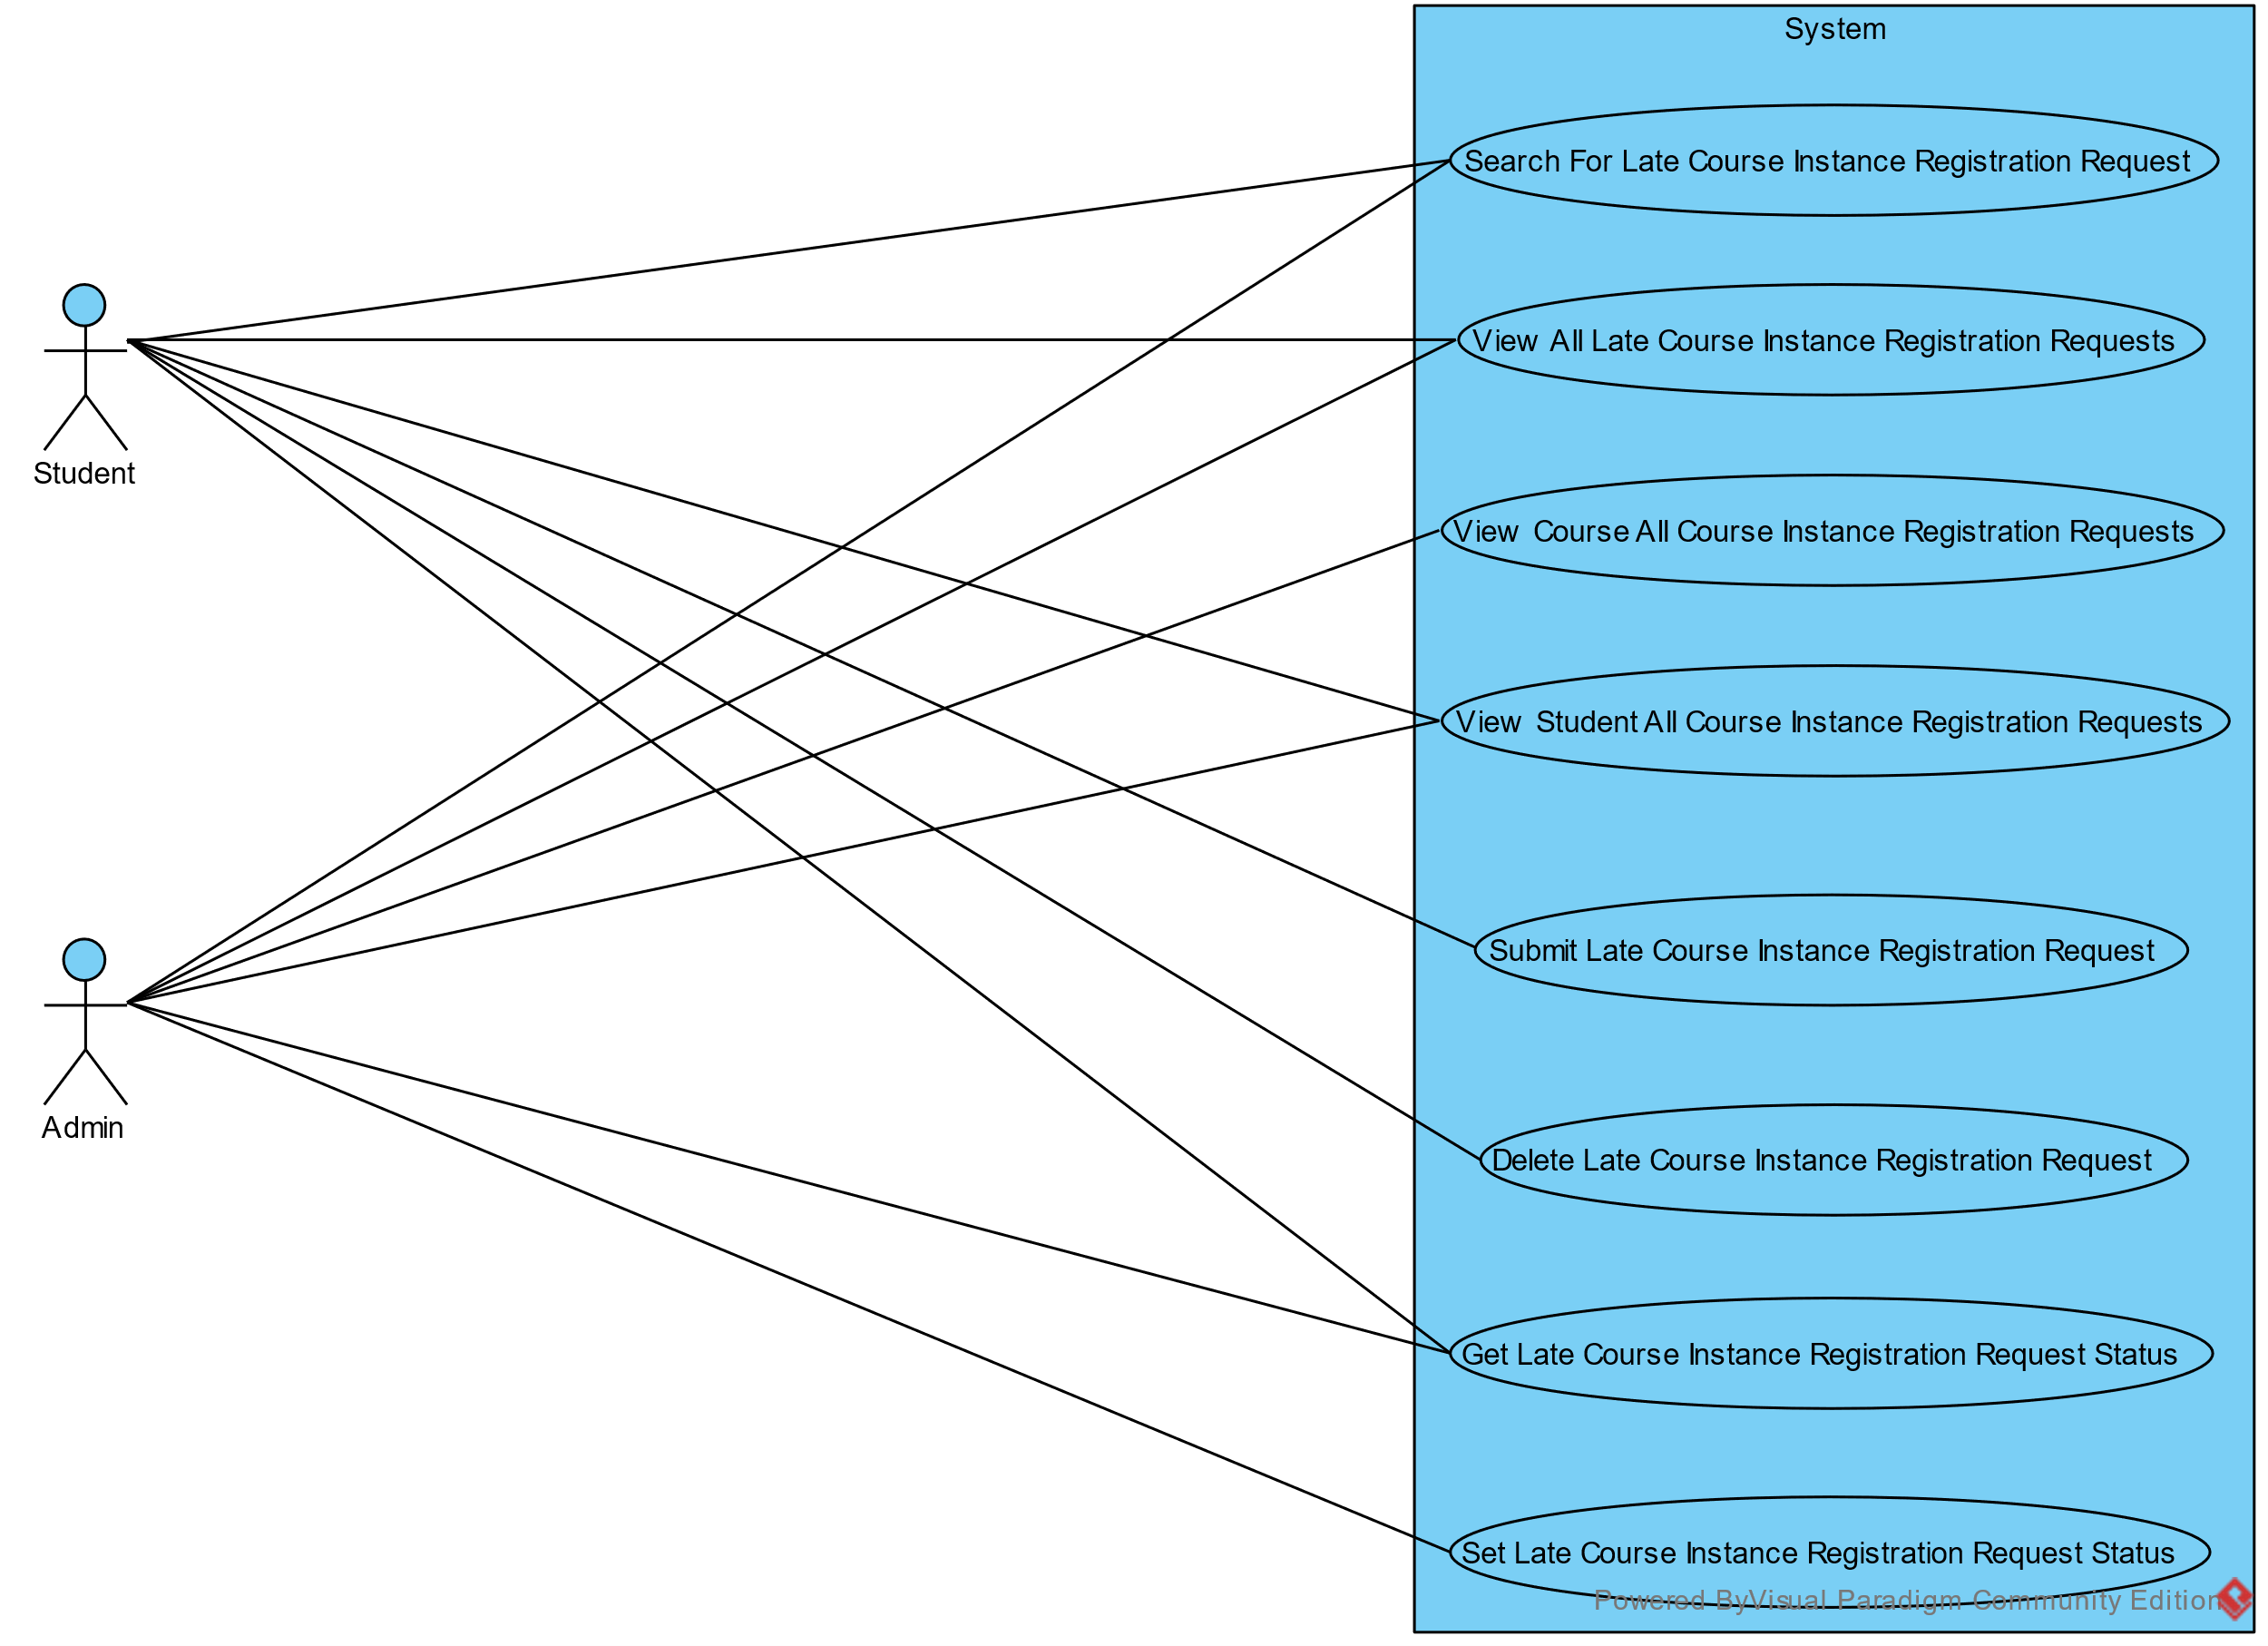 System
Search For Late Course Instance Registration Request
View All Late Course Instance Registration Requests
Student
View Course All Course Instance Registration Requests
View Student All Course Instance Registration Requests
Submit Late Course Instance Registration Request
Admin
Delete Late Course Instance Registration Request
Get Late Course Instance Registration Request Status
Set Late Course Instance Registration Request Status
Powered ByVisual Paradigm Community Edition